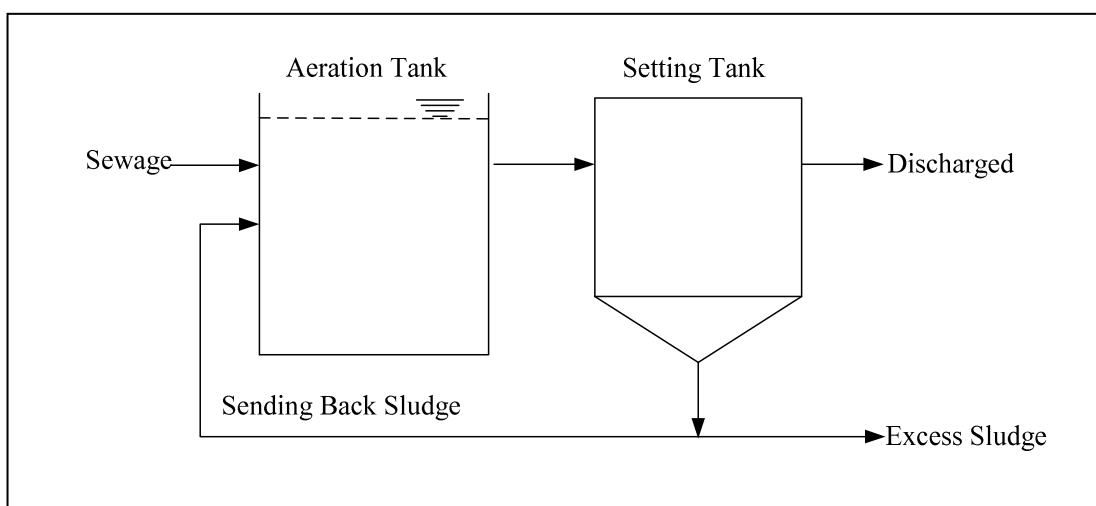 Aeration Tank
Setting Tank
Sewage
Discharged
Sending Back Sludge
Excess Sludge